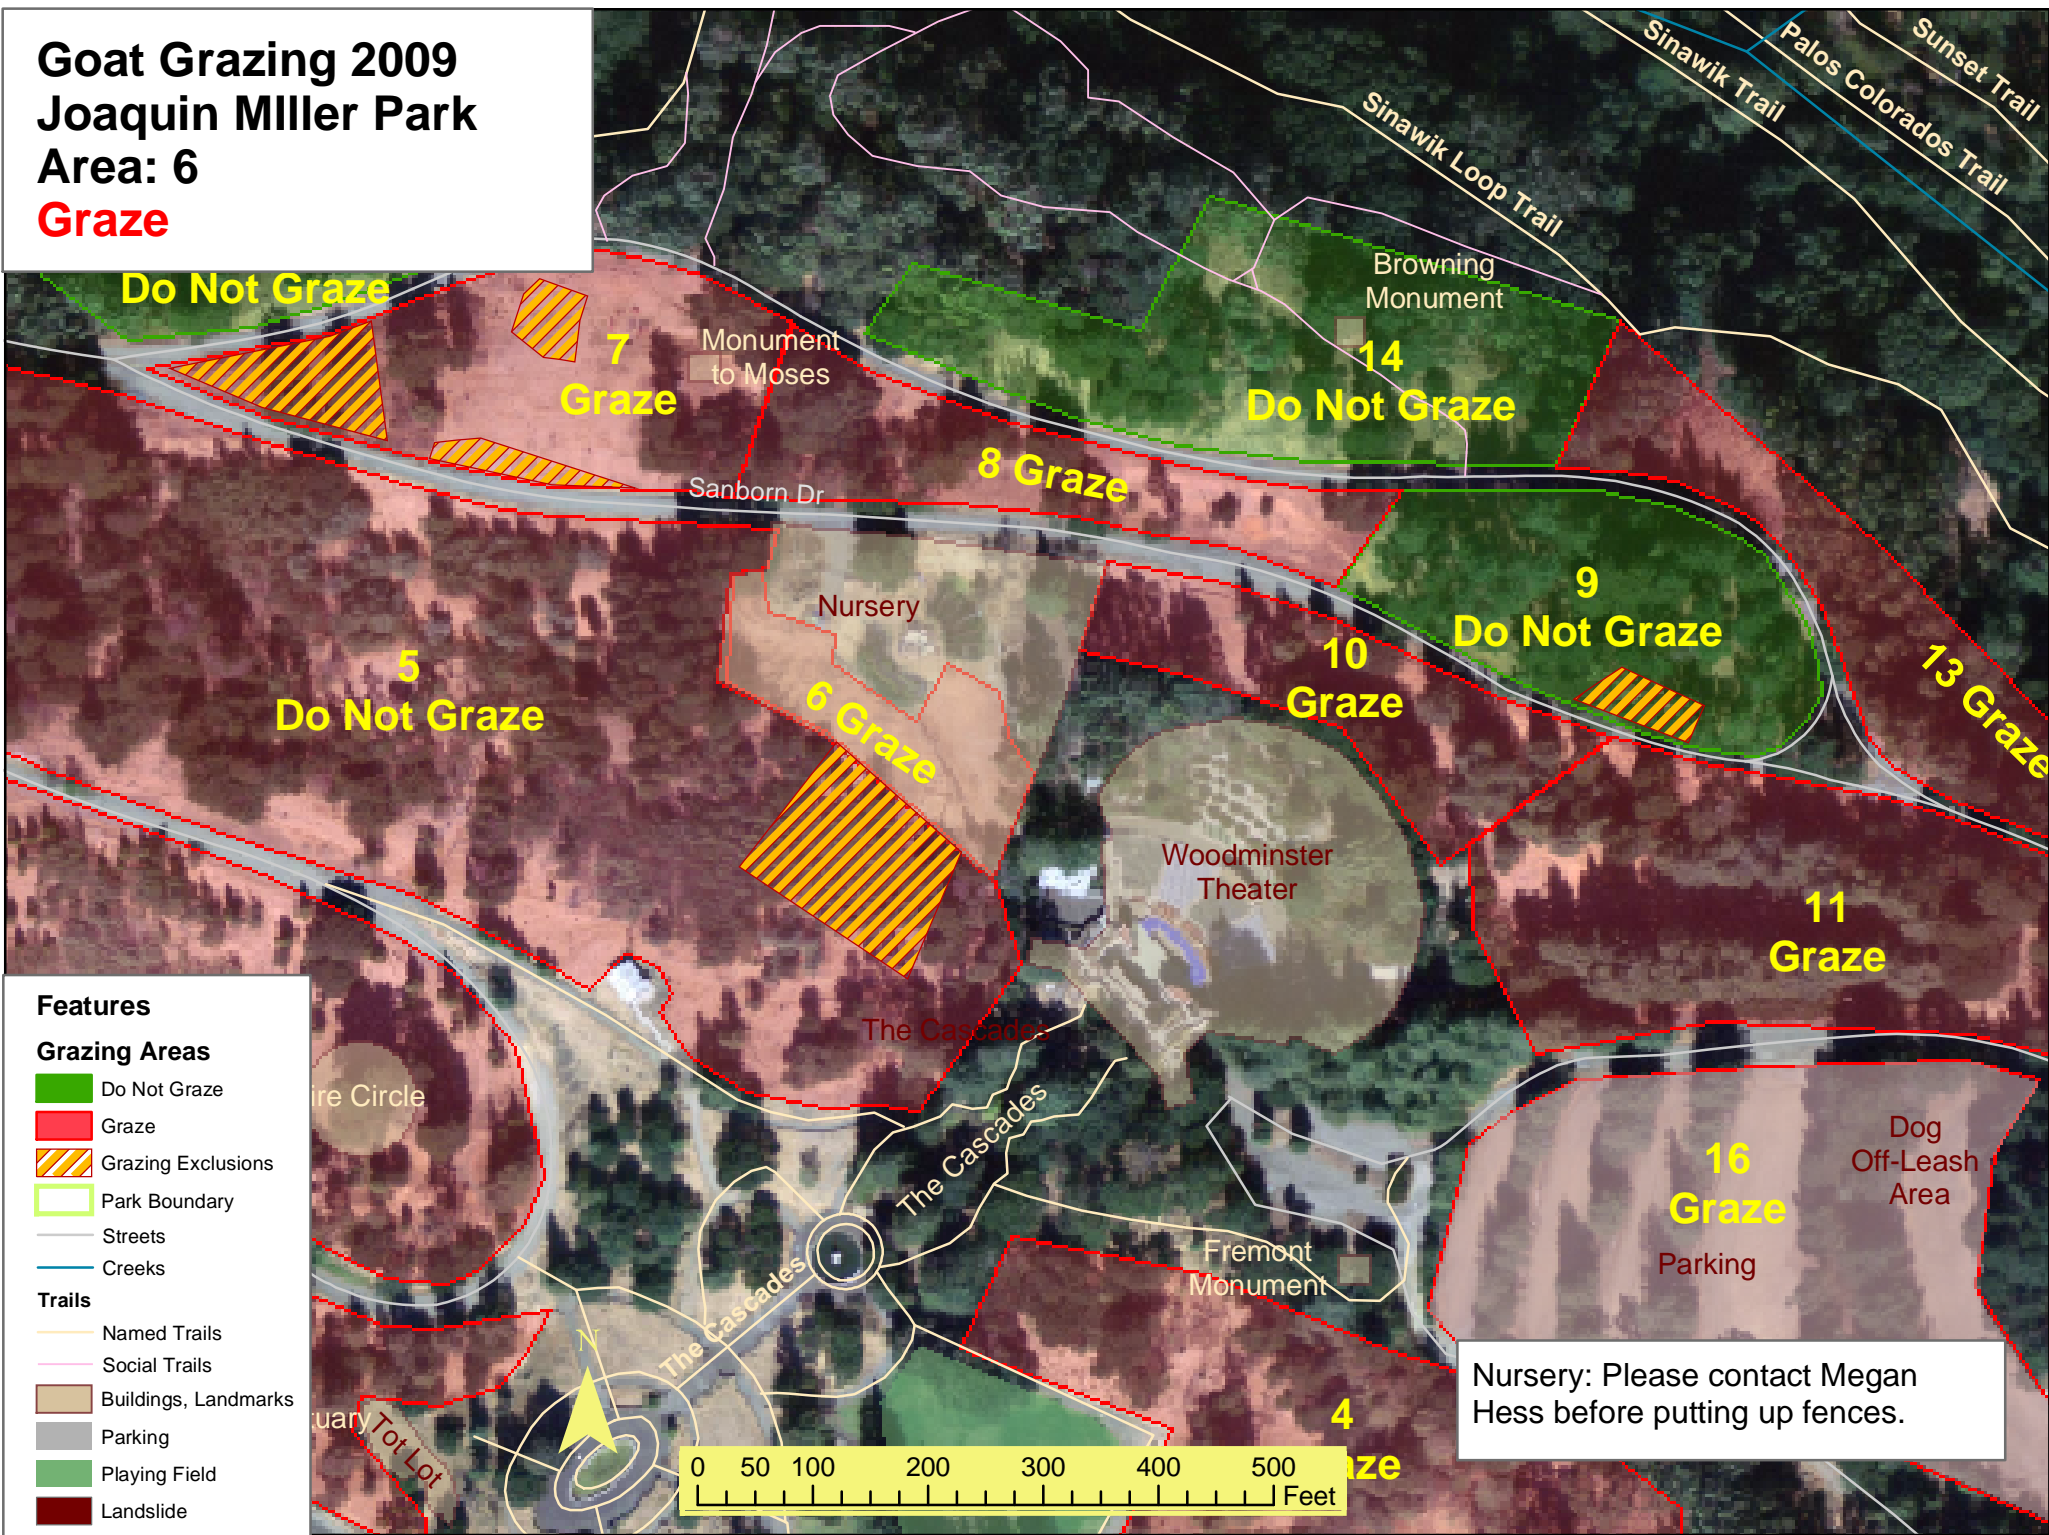 Goat Grazing 2009
Joaquin MIller Park
Area: 6
Graze
Sunset Trail
Palos Colorados Trail
Sinawik Trail
Sinawik Loop Trail
Do Not Graze
Browning
Monument
7
Graze
Monument
to Moses
14
Do Not Graze
8 Graze
Sanborn Dr
9
Do Not Graze
Nursery
10
Graze
5
Do Not Graze
6 Graze
13 Graze
Woodminster
Theater
11
Graze
The Cascades
The Cascades
The Cascades
ire Circle
Dog
Off-Leash
Area
16
Graze
Parking
Fremont
Monument
4
aze
uary
Tot Lot
Features
Grazing Areas
Do Not Graze
Graze
Grazing Exclusions
Park Boundary
Streets
Creeks
Trails
Named Trails
Social Trails
Buildings, Landmarks
Parking
Playing Field
Landslide
N
0 50 100 200 300 400 500
Feet
Nursery: Please contact Megan
Hess before putting up fences.